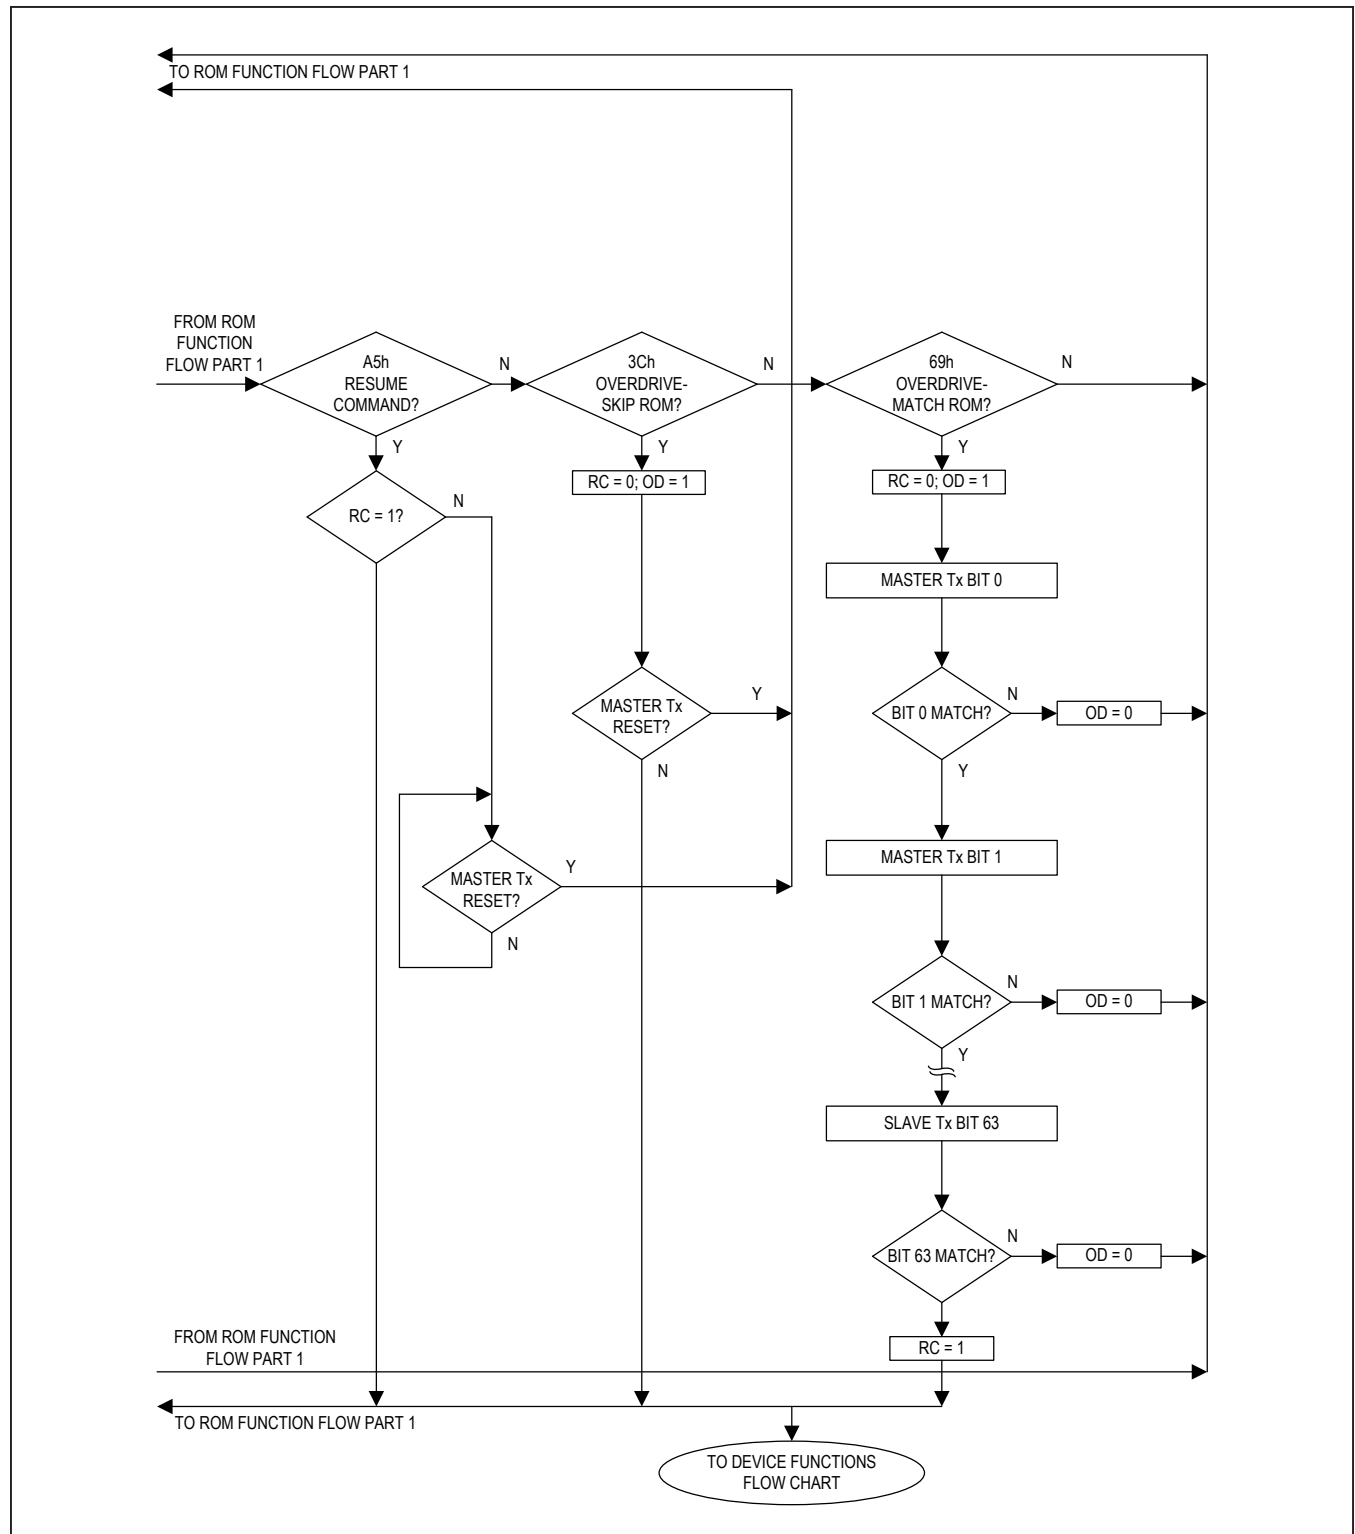 TO ROM FUNCTION FLOW PART 1
FROM ROM
FUNCTION
FLOW PART 1
A5h
RESUME
COMMAND?
N
Y
3Ch
OVERDRIVE-
SKIP ROM?
N
Y
69h
OVERDRIVE-
MATCH ROM?
N
Y
RC = 1?
N
RC = 0; OD = 1
RC = 0; OD = 1
MASTER Tx BIT 0
MASTER Tx
RESET?
Y
N
BIT 0 MATCH?
N
OD = 0
Y
MASTER Tx
RESET?
Y
N
MASTER Tx BIT 1
BIT 1 MATCH?
N
OD = 0
Y
SLAVE Tx BIT 63
BIT 63 MATCH?
N
OD = 0
RC = 1
FROM ROM FUNCTION
FLOW PART 1
TO ROM FUNCTION FLOW PART 1
TO DEVICE FUNCTIONS
FLOW CHART